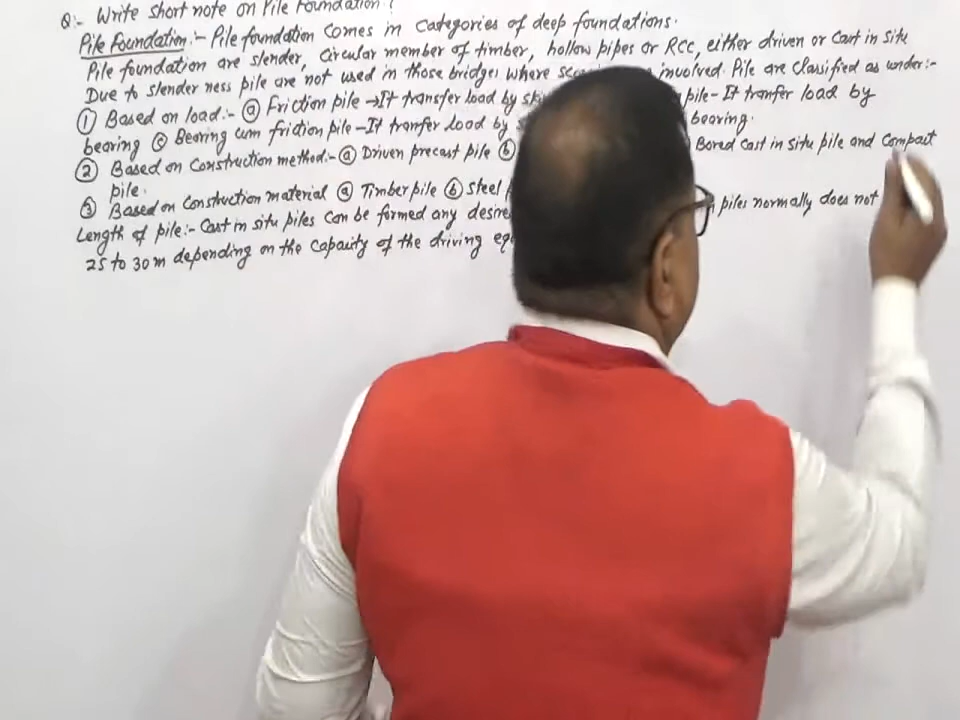 Q:- Write short note on Pile Foundation?
Pile Foundation:- Pile foundation comes in categories of deep foundations.
Pile foundation are slender, Circular member of timber, hollow pipes or RCC, either driven or cast in site
Due to slender ness pile are not used in those bridges where involved. Pile are classified as under:-
① Based on load:- ⓐ Friction pile → It transfer load by pile- It tranfer load by
bearing ⓒ Bearing cum friction pile - It tranfer load by bearing.
② Based on Construction method:- ⓐ Driven precast pile ⓑ Bored cast in situ pile and Compact
pile.
③ Based on Construction material ⓐ Timber pile ⓑ steel
Length of pile:- Cast in situ piles can be formed any piles normally does not
25 to 30 m depending on the capacity of the driving